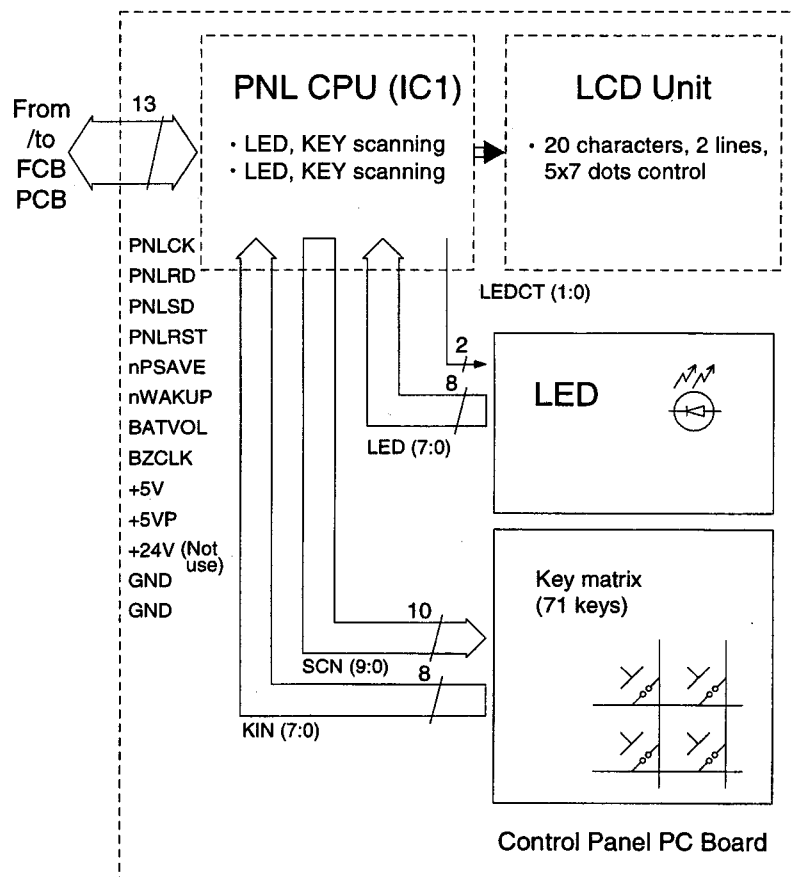 PNL CPU (IC1)
・LED, KEY scanning
・LED, KEY scanning
LCD Unit
・20 characters, 2 lines,
5x7 dots control
13
From
/to
FCB
PCB
PNLCK
PNLRD
PNLSD
PNLRST
nPSAVE
nWAKUP
BATVOL
BZCLK
+5V
+5VP
+24V (Not
use)
GND
GND
LEDCT (1:0)
2
8
LED (7:0)
LED
10
SCN (9:0)
8
KIN (7:0)
Key matrix
(71 keys)
Control Panel PC Board